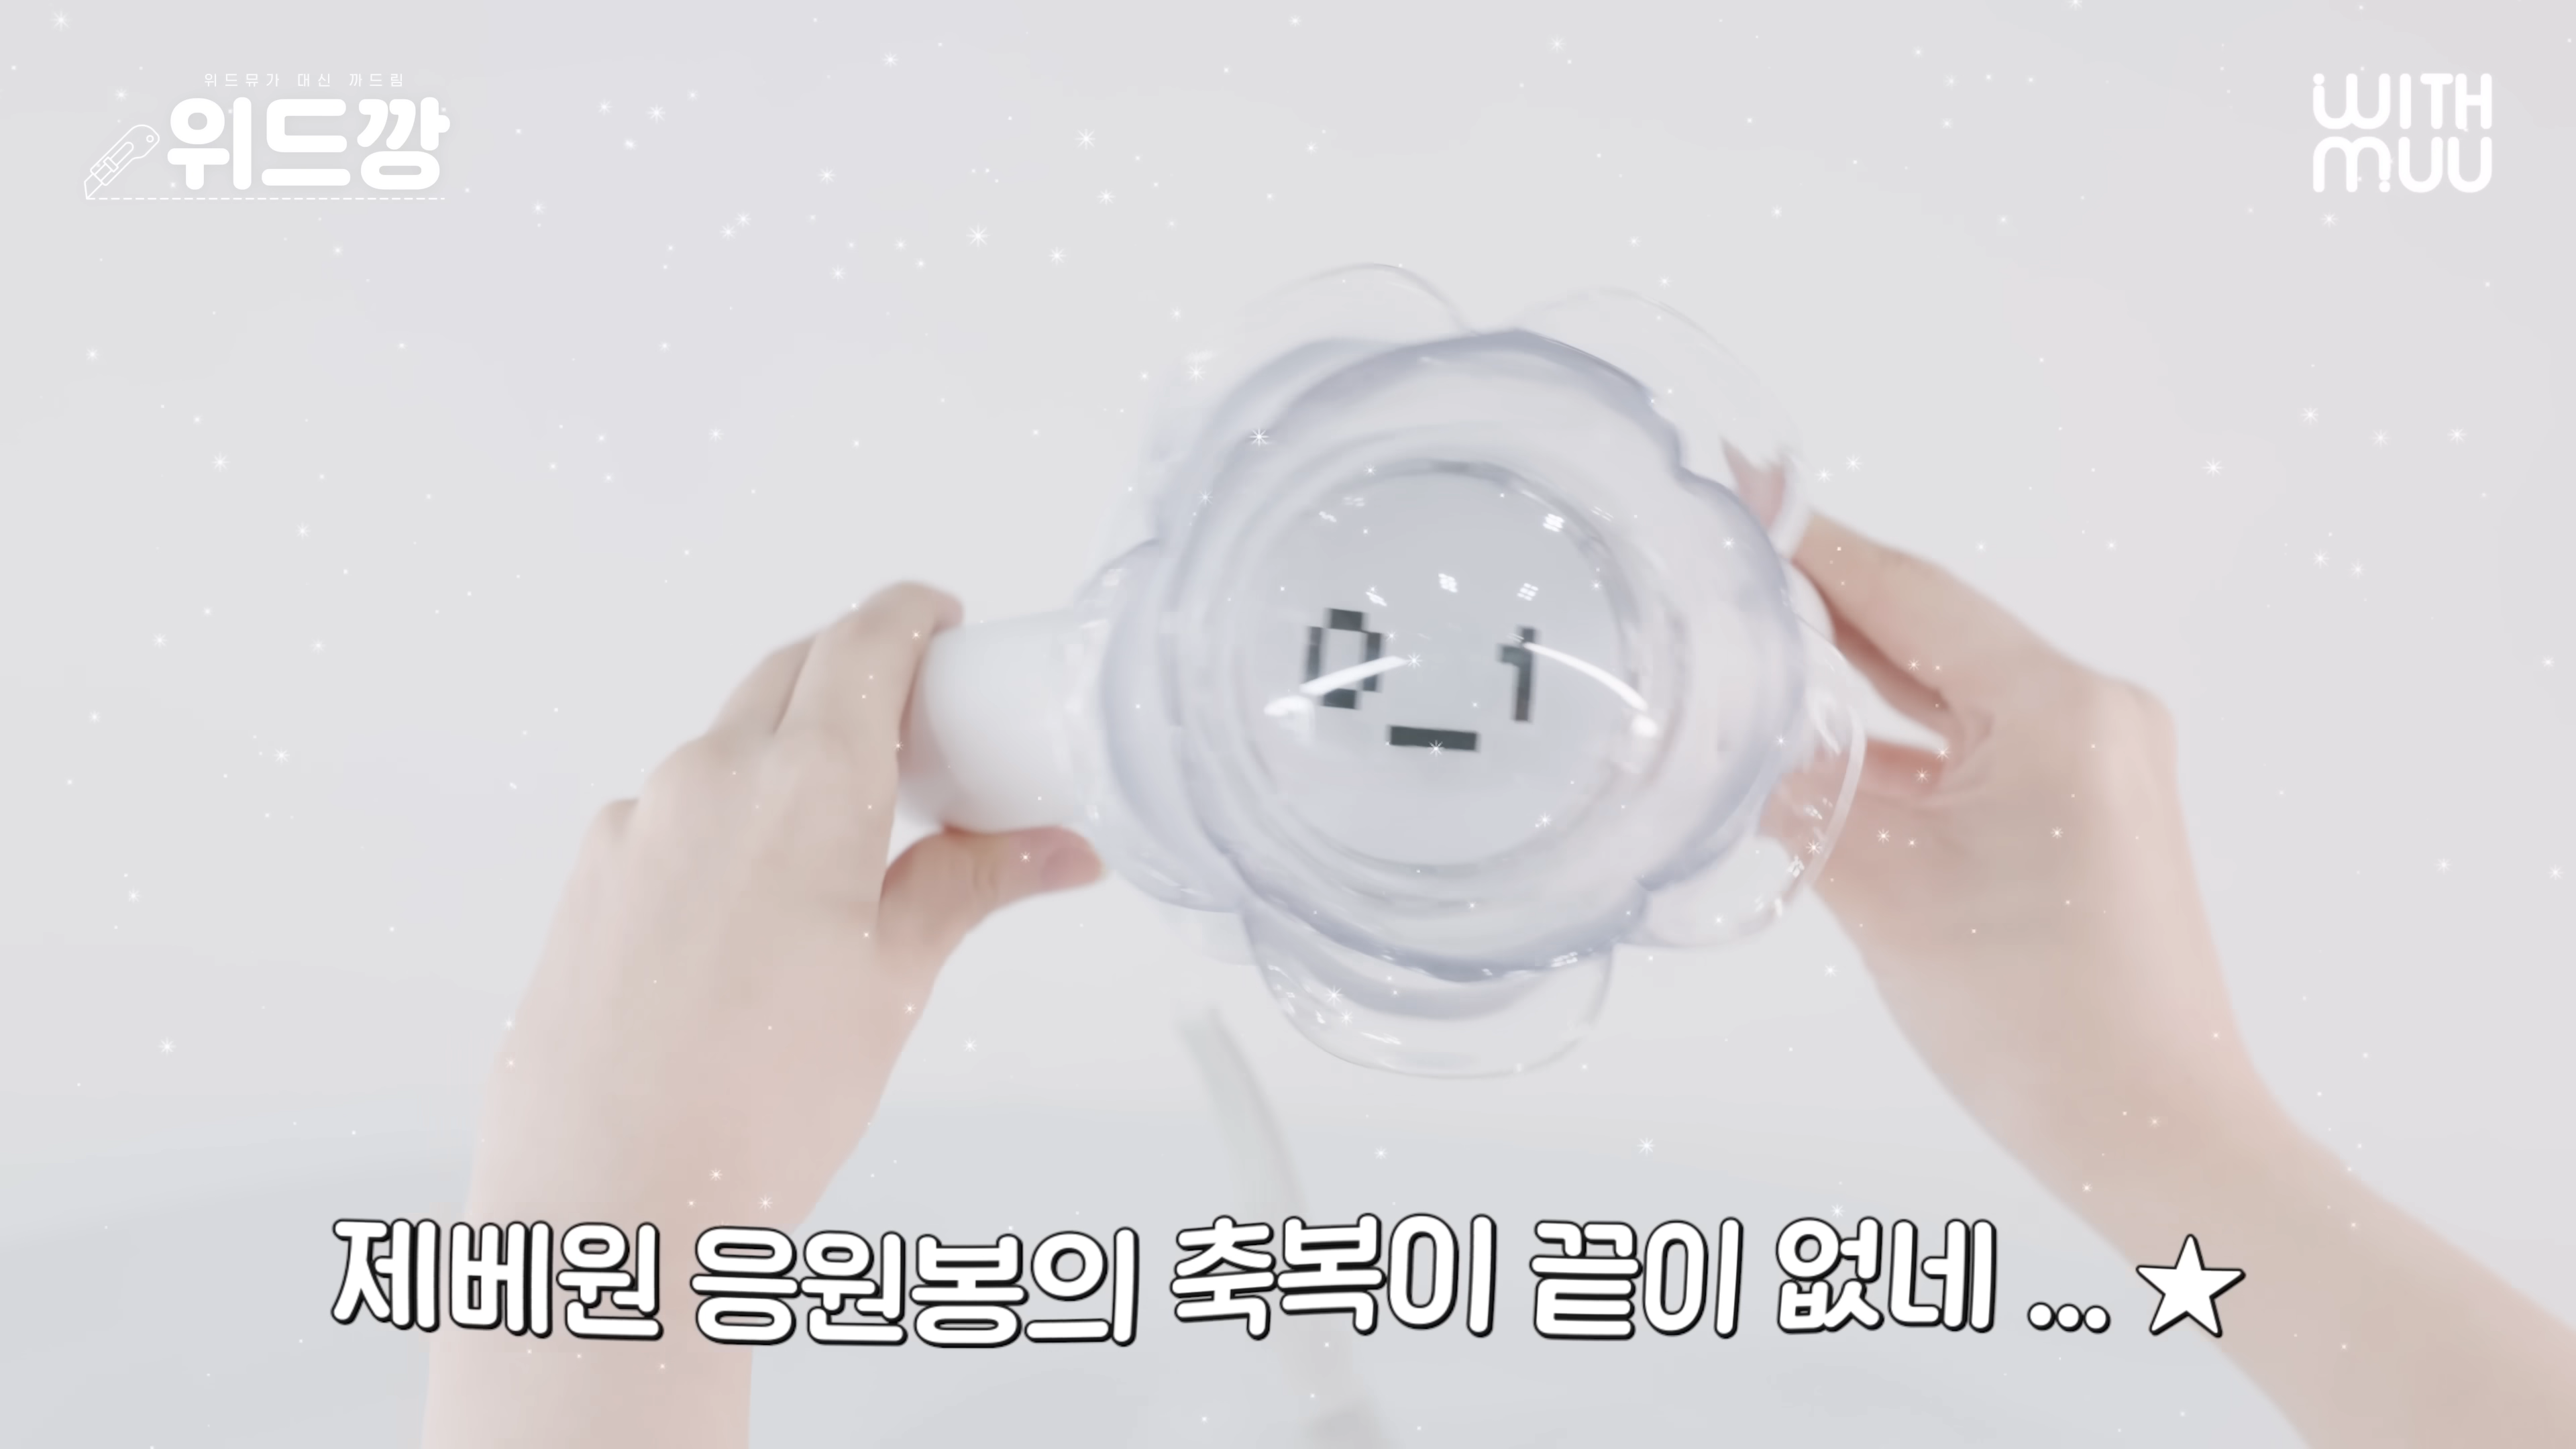 위드뮤가 대신 까드림
위드깡
WITH
MUU
0_1
제베원 응원봉의 축복이 끝이 없네 ... ★